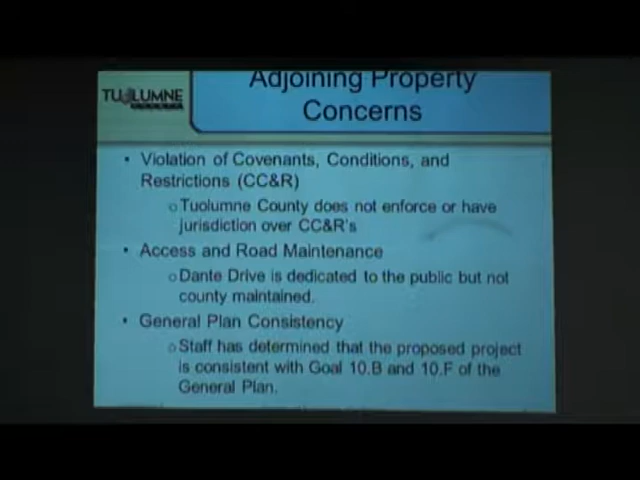 TUOLUMNE
Adjoining Property
Concerns
• Violation of Covenants, Conditions, and
Restrictions (CC&R)
o Tuolumne County does not enforce or have
jurisdiction over CC&R's
• Access and Road Maintenance
o Dante Drive is dedicated to the public but not
county maintained.
• General Plan Consistency
o Staff has determined that the proposed project
is consistent with Goal 10.B and 10.F of the
General Plan.